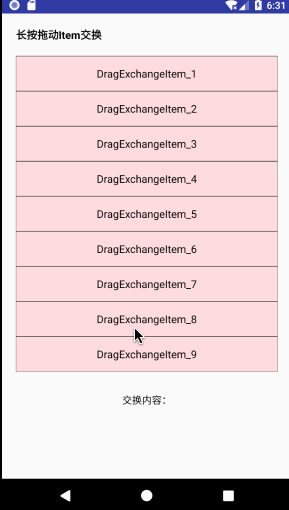 6:31
长按拖动Item交换
DragExchangeItem_1
DragExchangeItem_2
DragExchangeItem_3
DragExchangeItem_4
DragExchangeItem_5
DragExchangeItem_6
DragExchangeItem_7
DragExchangeItem_8
DragExchangeItem_9
交换内容：